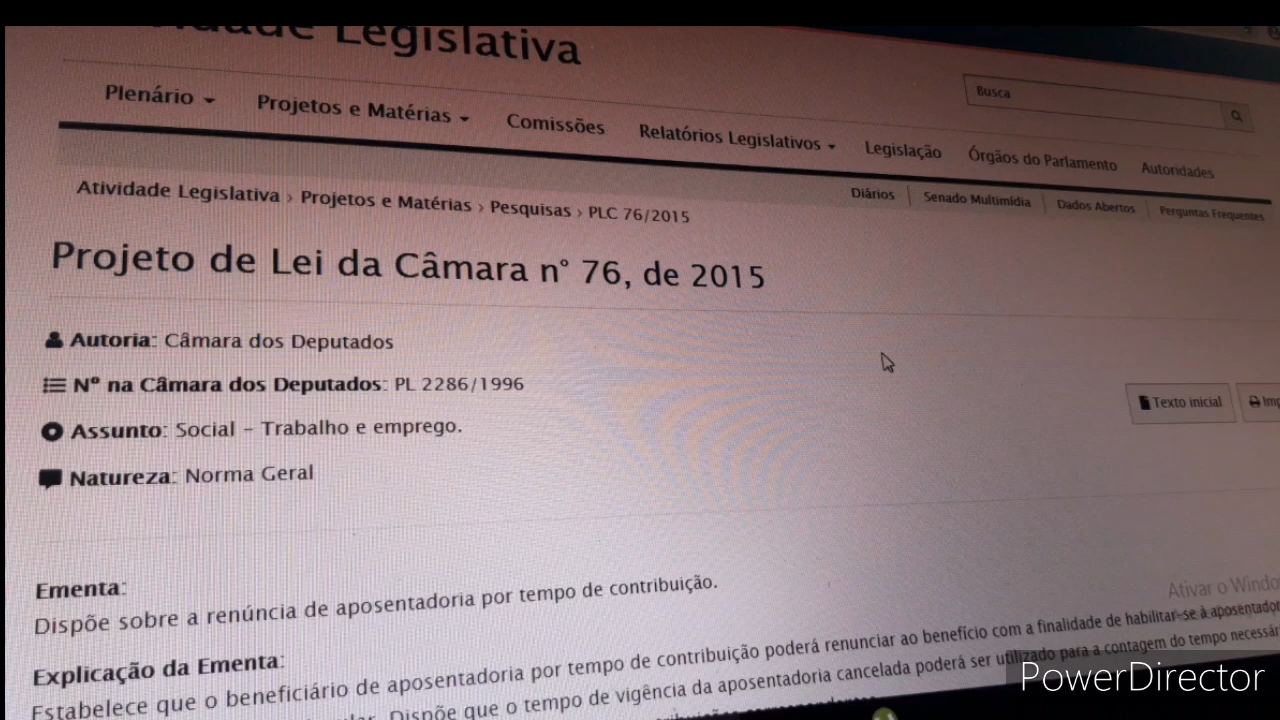 Legislativa
Busca
Plenário Projetos e Matérias Comissões Relatórios Legislativos Legislação Órgãos do Parlamento Autoridades
Diários Senado Multimídia Dados Abertos Perguntas Frequentes
Atividade Legislativa › Projetos e Matérias › Pesquisas › PLC 76/2015
Projeto de Lei da Câmara n° 76, de 2015
Autoria: Câmara dos Deputados
Nº na Câmara dos Deputados: PL 2286/1996
Texto inicial
Assunto: Social - Trabalho e emprego.
Natureza: Norma Geral
Ementa:
Ativar o
Dispõe sobre a renúncia de aposentadoria por tempo de contribuição.
Explicação da Ementa:
Estabelece que o beneficiário de aposentadoria por tempo de contribuição poderá renunciar ao benefício com a finalidade de habilitar-se à
Dispõe que o tempo de vigência da aposentadoria cancelada poderá ser utilizado para a contagem do tempo
PowerDirector